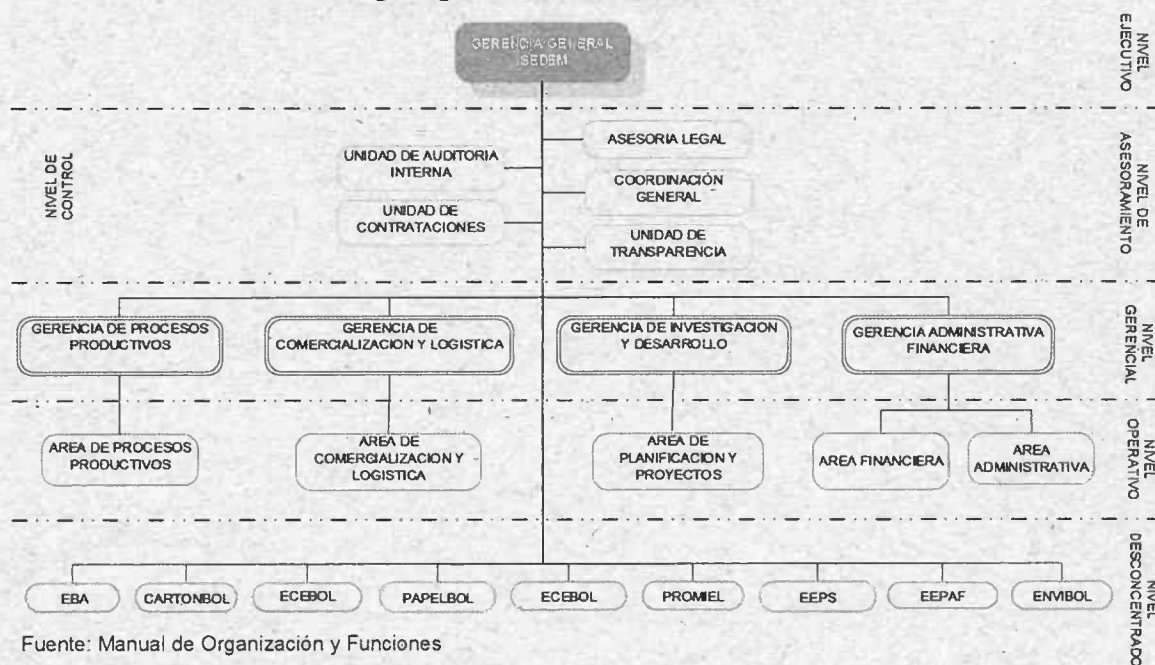 GERENCIA GENERAL
SEDEM
NIVEL
EJECUTIVO
NIVEL DE
CONTROL
UNIDAD DE AUDITORIA
INTERNA
UNIDAD DE
CONTRATACIONES
ASESORIA LEGAL
COORDINACIÓN
GENERAL
UNIDAD DE
TRANSPARENCIA
NIVEL DE
ASESORAMIENTO
GERENCIA DE PROCESOS
PRODUCTIVOS
GERENCIA DE
COMERCIALIZACION Y LOGISTICA
GERENCIA DE INVESTIGACION
Y DESARROLLO
GERENCIA ADMINISTRATIVA
FINANCIERA
NIVEL
GERENCIAL
AREA DE PROCESOS
PRODUCTIVOS
AREA DE
COMERCIALIZACION Y
LOGISTICA
AREA DE
PLANIFICACION Y
PROYECTOS
AREA FINANCIERA
AREA
ADMINISTRATIVA
NIVEL
OPERATIVO
EBA
CARTONBOL
ECEBOL
PAPELBOL
ECEBOL
PROMIEL
EEPS
EEPAF
ENVIBOL
NIVEL
DESCONCENTRADO
Fuente: Manual de Organización y Funciones